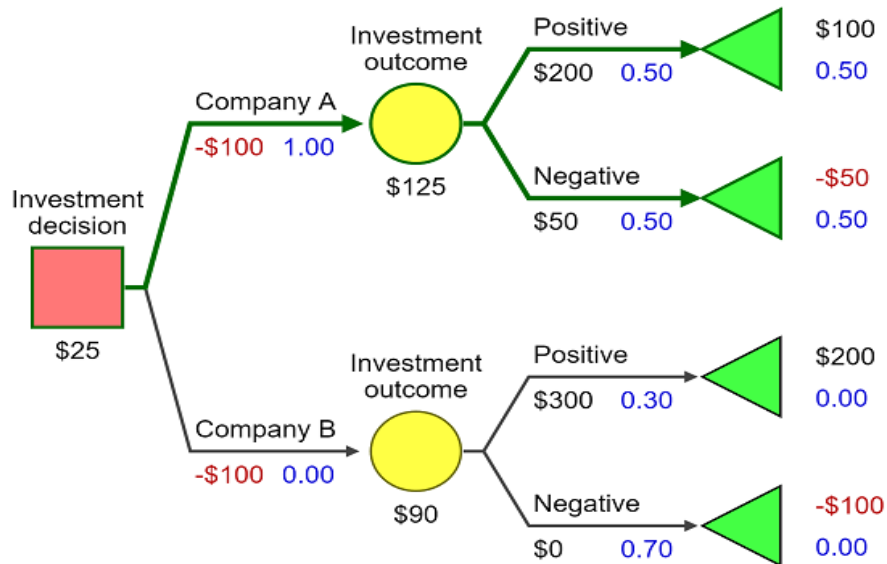 Investment
decision
$25
Company A
-$100 1.00
Investment
outcome
$125
Positive
$200 0.50
$100
0.50
Negative
$50 0.50
-$50
0.50
Company B
-$100 0.00
Investment
outcome
$90
Positive
$300 0.30
$200
0.00
Negative
$0 0.70
-$100
0.00